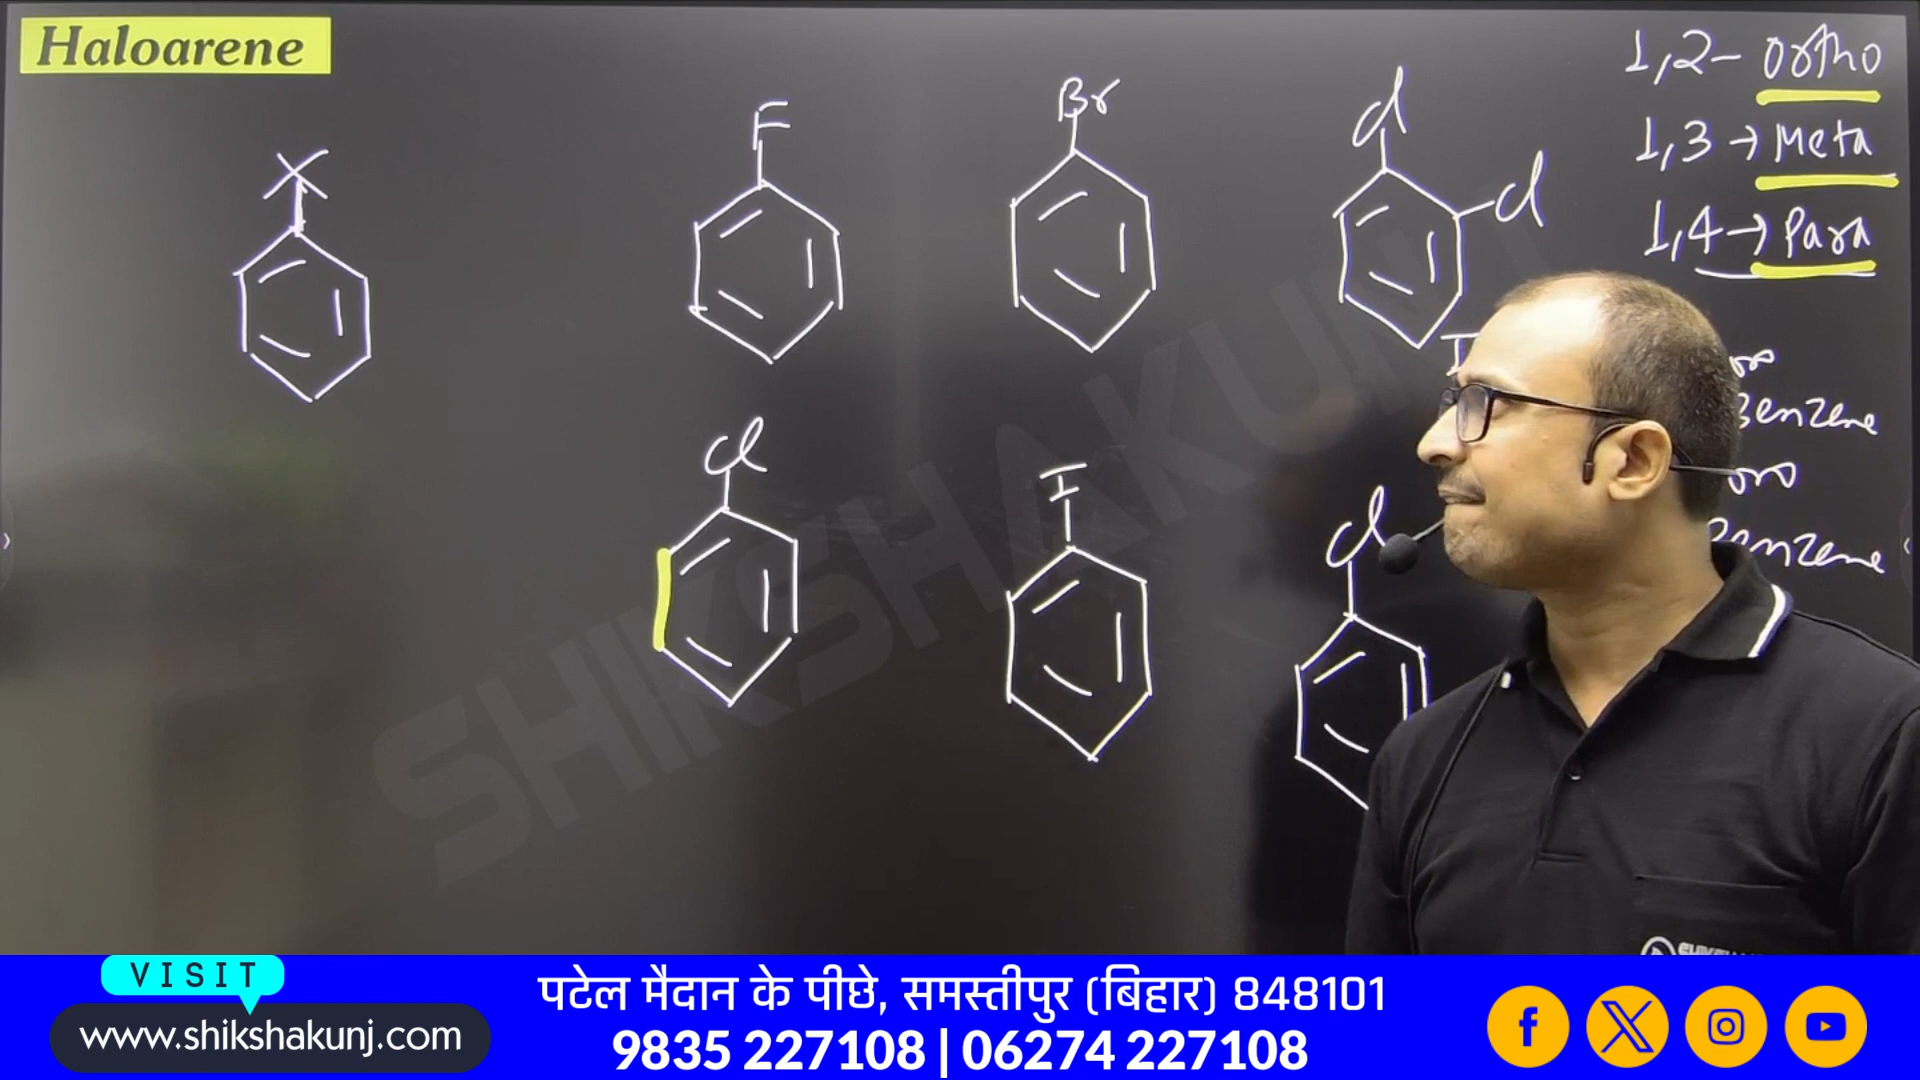 Haloarene
1,2- ortho
1,3 → Meta
1,4 → Para
X
F
Br
Cl
Cl
Benzene
Cl
I
Cl
Benzene
SHIKSHAKUNJ
VISIT
www.shikshakunj.com
पटेल मैदान के पीछे, समस्तीपुर (बिहार) 848101
9835 227108 | 06274 227108